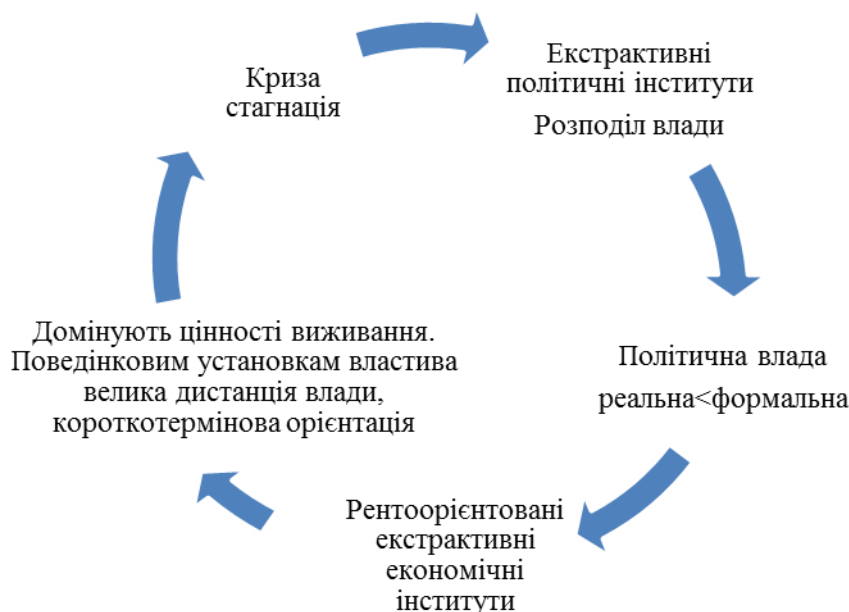 Криза
стагнація
Екстрактивні
політичні інститути
Розподіл влади
Політична влада
реальна<формальна
Рентоорієнтовані
екстрактивні
економічні
інститути
Домінують цінності виживання.
Поведінковим установкам властива
велика дистанція влади,
короткотермінова орієнтація